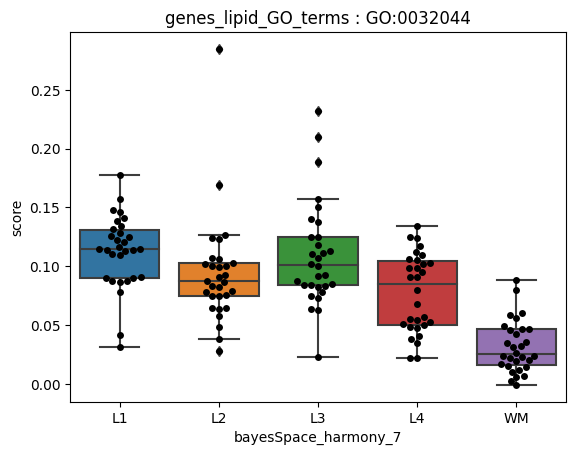 genes_lipid_GO_terms : GO:0032044
score
0.25
0.20
0.15
0.10
0.05
0.00
L1 L2 L3 L4 WM
bayesSpace_harmony_7